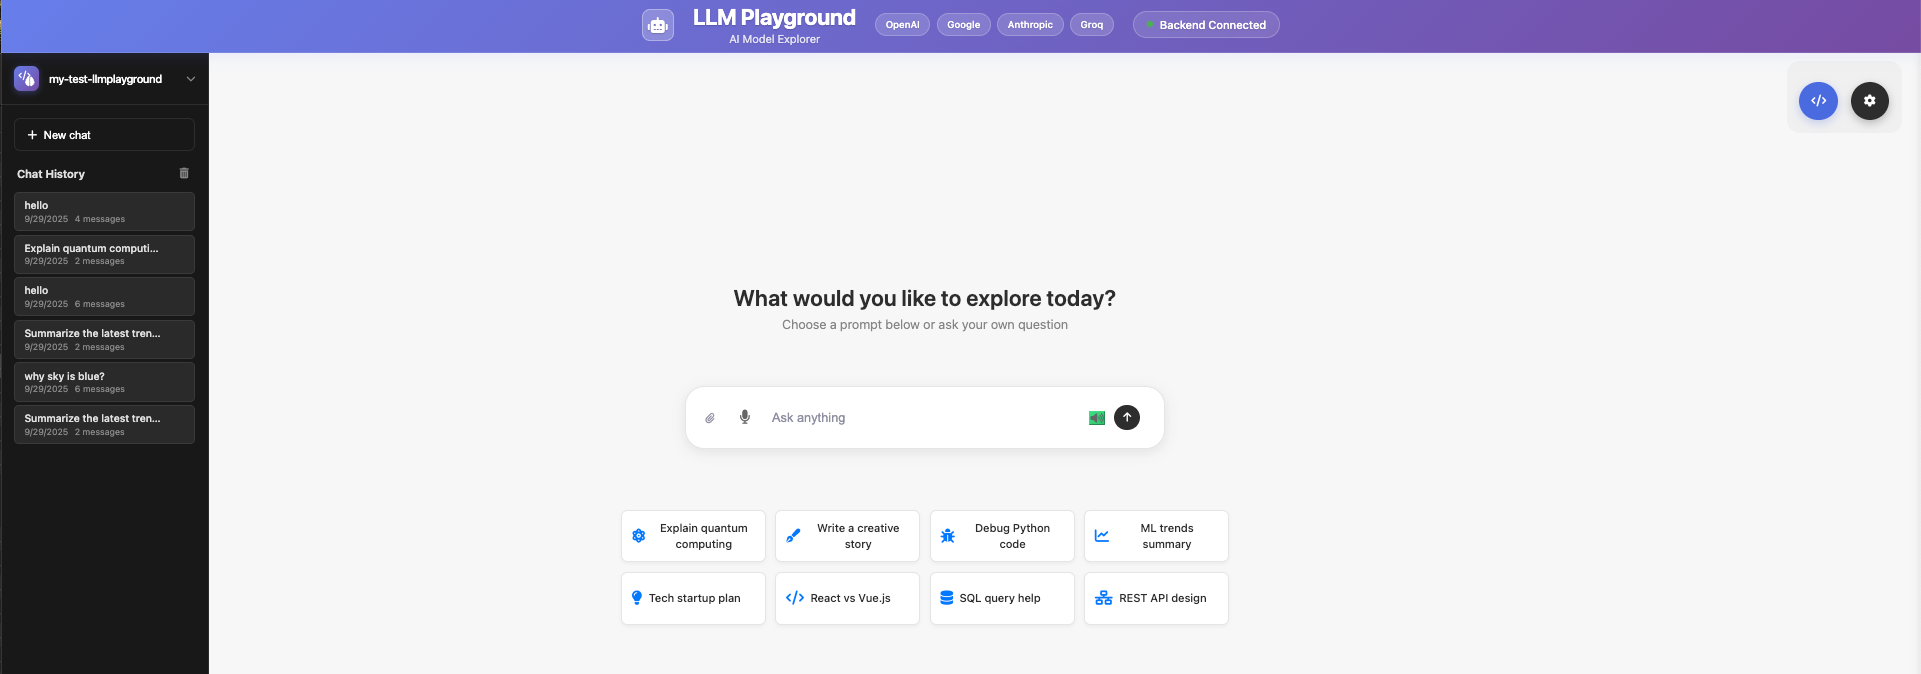 LLM Playground
AI Model Explorer
OpenAI
Google
Anthropic
Groq
Backend Connected
my-test-llmplayground
New chat
Chat History
hello
9/29/2025 4 messages
Explain quantum computi...
9/29/2025 2 messages
hello
9/29/2025 6 messages
Summarize the latest tren...
9/29/2025 2 messages
why sky is blue?
9/29/2025 6 messages
Summarize the latest tren...
9/29/2025 2 messages
What would you like to explore today?
Choose a prompt below or ask your own question
Ask anything
Explain quantum
computing
Write a creative
story
Debug Python
code
ML trends
summary
Tech startup plan
React vs Vue.js
SQL query help
REST API design